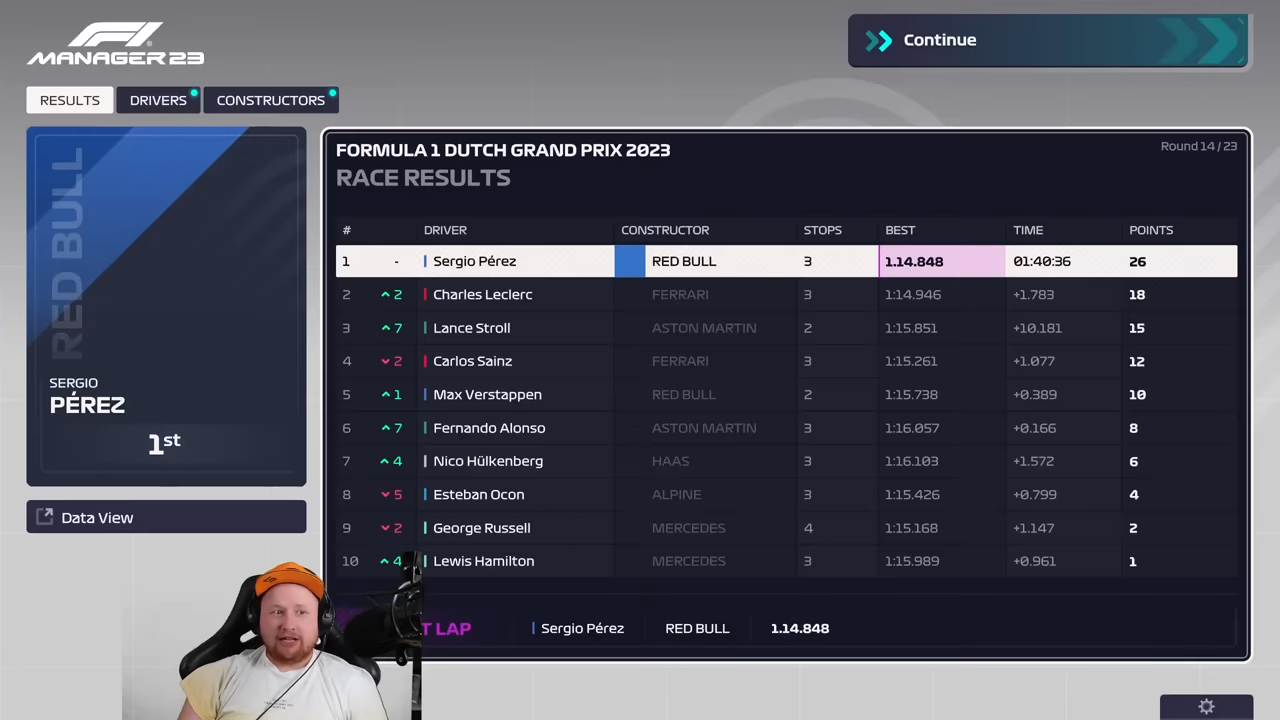 F1
MANAGER 23
Continue
RESULTS DRIVERS CONSTRUCTORS
RED BULL
SERGIO
PÉREZ
1st
Data View
FORMULA 1 DUTCH GRAND PRIX 2023
Round 14 / 23
RACE RESULTS
# DRIVER CONSTRUCTOR STOPS BEST TIME POINTS
1 - Sergio Pérez RED BULL 3 1.14.848 01:40:36 26
2 2 Charles Leclerc FERRARI 3 1:14.946 +1.783 18
3 7 Lance Stroll ASTON MARTIN 2 1:15.851 +10.181 15
4 2 Carlos Sainz FERRARI 3 1:15.261 +1.077 12
5 1 Max Verstappen RED BULL 2 1:15.738 +0.389 10
6 7 Fernando Alonso ASTON MARTIN 3 1:16.057 +0.166 8
7 4 Nico Hülkenberg HAAS 3 1:16.103 +1.572 6
8 5 Esteban Ocon ALPINE 3 1:15.426 +0.799 4
9 2 George Russell MERCEDES 4 1:15.168 +1.147 2
10 4 Lewis Hamilton MERCEDES 3 1:15.989 +0.961 1
T LAP Sergio Pérez RED BULL 1.14.848